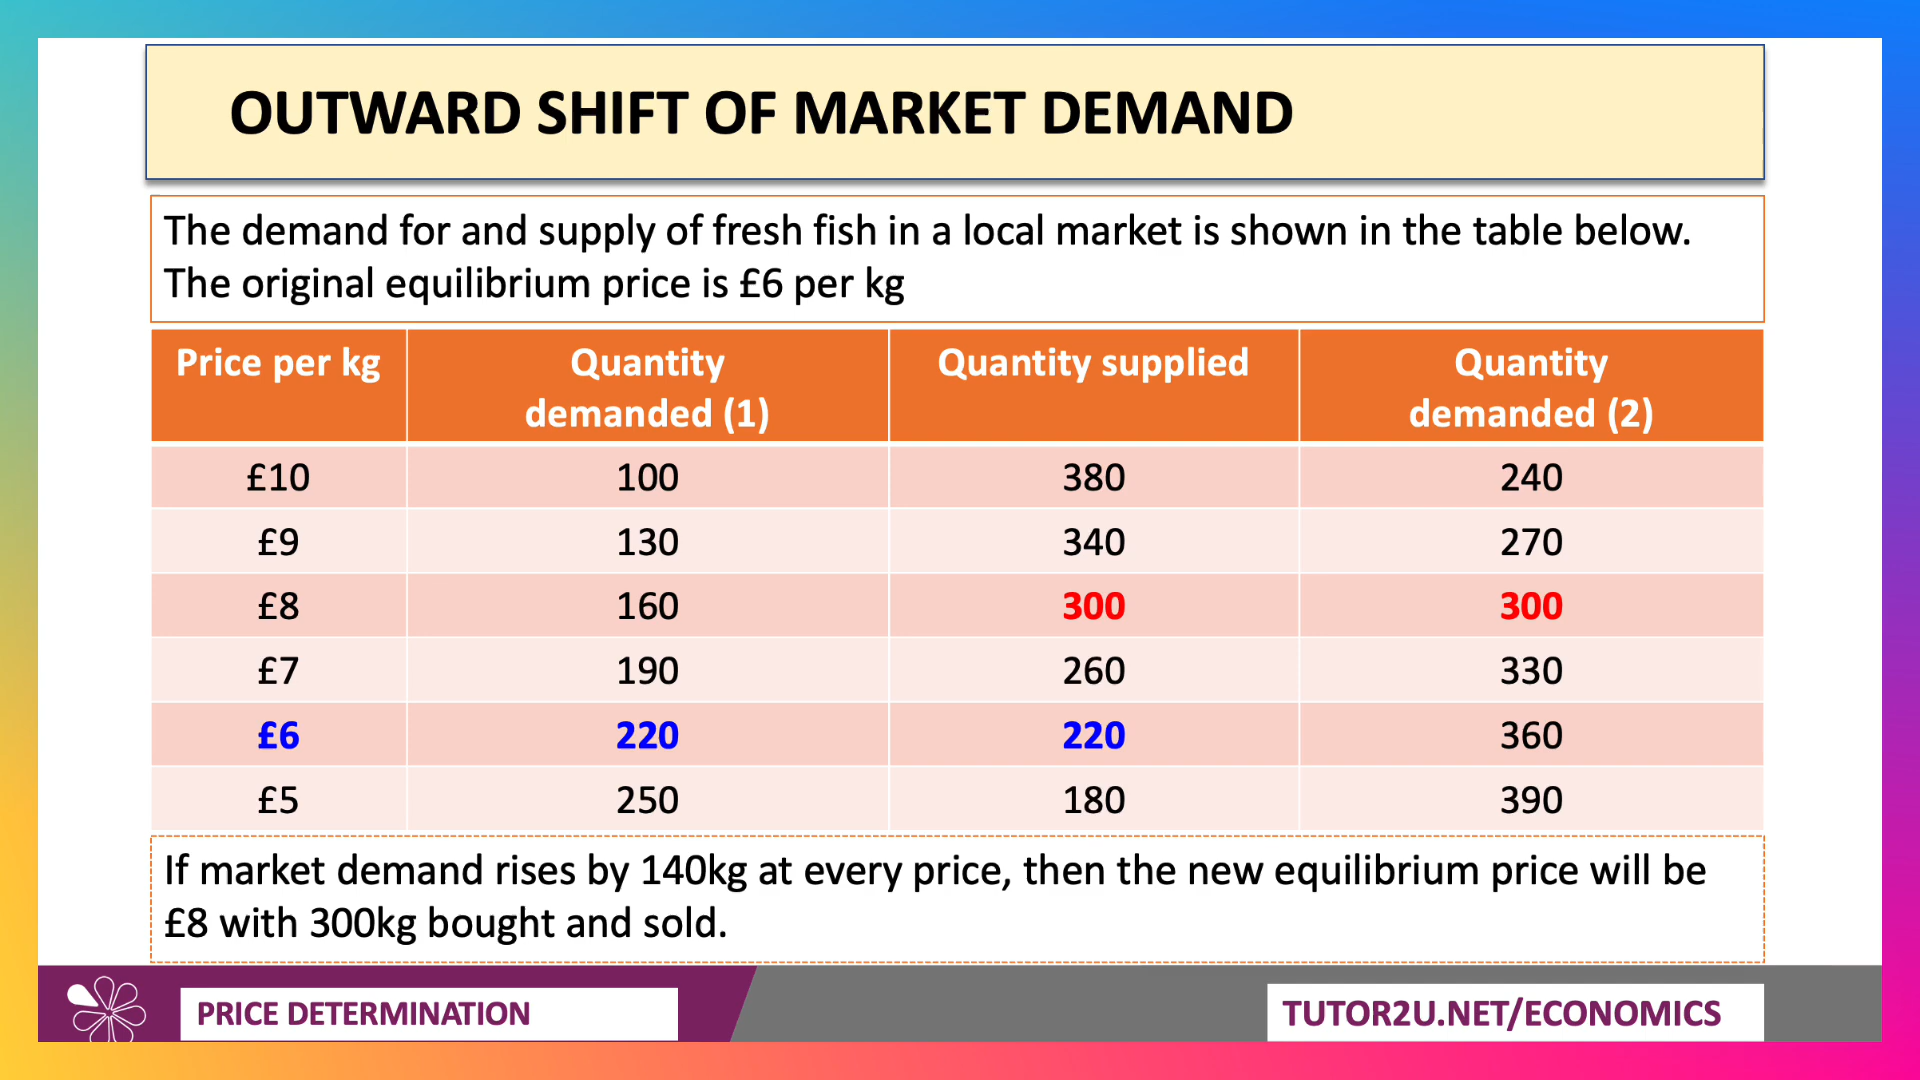 OUTWARD SHIFT OF MARKET DEMAND
The demand for and supply of fresh fish in a local market is shown in the table below.
The original equilibrium price is £6 per kg
Price per kg Quantity demanded (1) Quantity supplied Quantity demanded (2)
£10 100 380 240
£9 130 340 270
£8 160 300 300
£7 190 260 330
£6 220 220 360
£5 250 180 390
If market demand rises by 140kg at every price, then the new equilibrium price will be
£8 with 300kg bought and sold.
PRICE DETERMINATION
TUTOR2U.NET/ECONOMICS